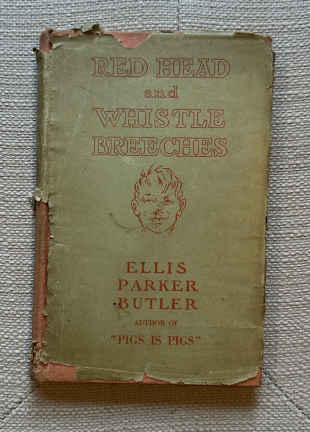 RED HEAD
and
WHISTLE
BREECHES
ELLIS
PARKER
BUTLER
AUTHOR OF
"PIGS IS PIGS"